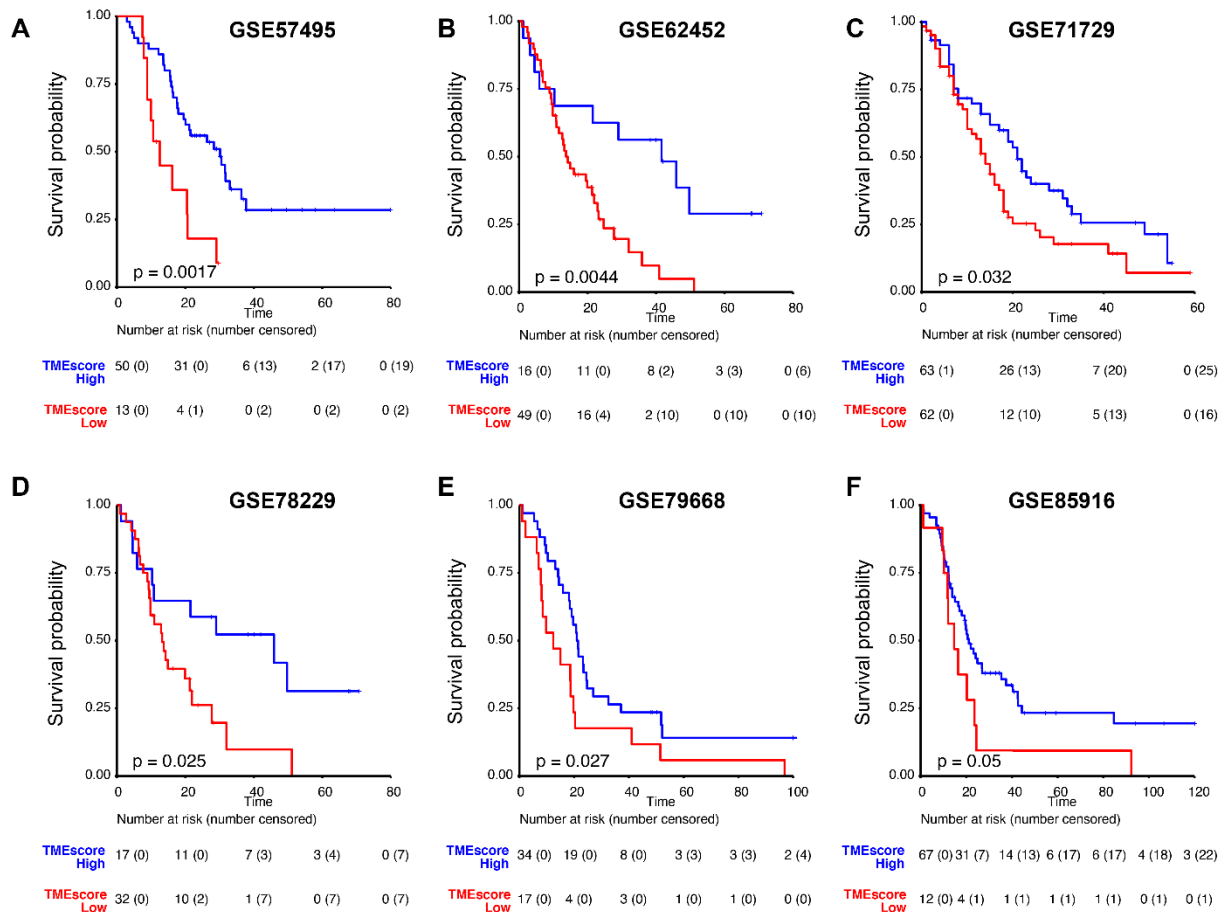 A
GSE57495
Survival probability
1.00
0.75
0.50
0.25
0.00
p = 0.0017
0 20 40 60 80
Time
Number at risk (number censored)
TMEscore High 50 (0) 31 (0) 6 (13) 2 (17) 0 (19)
TMEscore Low 13 (0) 4 (1) 0 (2) 0 (2) 0 (2)
B
GSE62452
Survival probability
1.00
0.75
0.50
0.25
0.00
p = 0.0044
0 20 40 60 80
Time
Number at risk (number censored)
TMEscore High 16 (0) 11 (0) 8 (2) 3 (3) 0 (6)
TMEscore Low 49 (0) 16 (4) 2 (10) 0 (10) 0 (10)
C
GSE71729
Survival probability
1.00
0.75
0.50
0.25
0.00
p = 0.032
0 20 40 60
Time
Number at risk (number censored)
TMEscore High 63 (1) 26 (13) 7 (20) 0 (25)
TMEscore Low 62 (0) 12 (10) 5 (13) 0 (16)
D
GSE78229
Survival probability
1.00
0.75
0.50
0.25
0.00
p = 0.025
0 20 40 60 80
Time
Number at risk (number censored)
TMEscore High 17 (0) 11 (0) 7 (3) 3 (4) 0 (7)
TMEscore Low 32 (0) 10 (2) 1 (7) 0 (7) 0 (7)
E
GSE79668
Survival probability
1.00
0.75
0.50
0.25
0.00
p = 0.027
0 20 40 60 80 100
Time
Number at risk (number censored)
TMEscore High 34 (0) 19 (0) 8 (0) 3 (3) 3 (3) 2 (4)
TMEscore Low 17 (0) 4 (0) 3 (0) 1 (0) 1 (0) 0 (0)
F
GSE85916
Survival probability
1.00
0.75
0.50
0.25
0.00
p = 0.05
0 20 40 60 80 100 120
Time
Number at risk (number censored)
TMEscore High 67 (0) 31 (7) 14 (13) 6 (17) 6 (17) 4 (18) 3 (22)
TMEscore Low 12 (0) 4 (1) 1 (1) 1 (1) 1 (1) 0 (1) 0 (1)